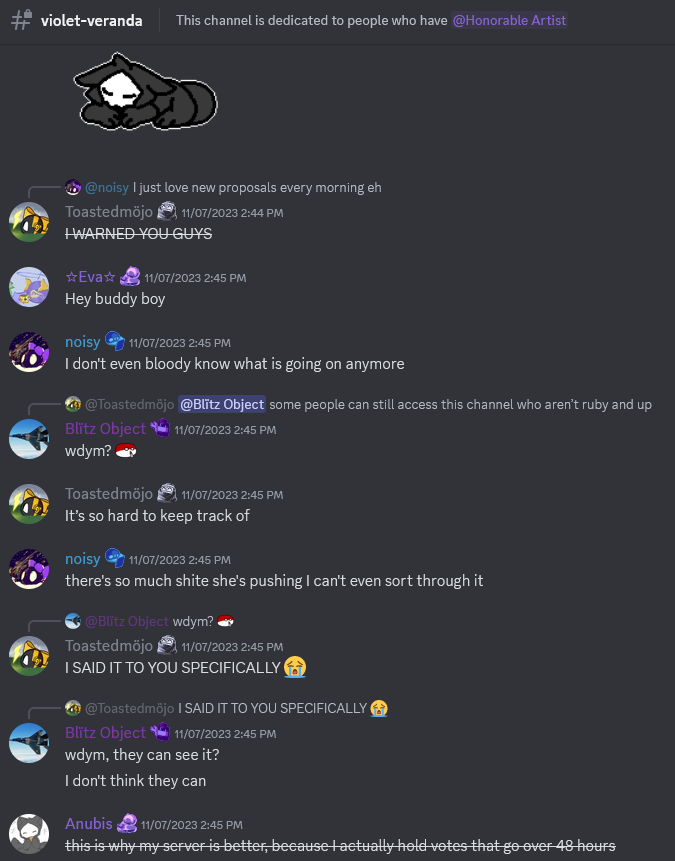 violet-veranda This channel is dedicated to people who have @Honorable Artist
@noisy I just love new proposals every morning eh
Toastedmöjo 11/07/2023 2:44 PM
I WARNED YOU GUYS
☆Eva☆ 11/07/2023 2:45 PM
Hey buddy boy
noisy 11/07/2023 2:45 PM
I don't even bloody know what is going on anymore
@Toastedmöjo @Blïtz Object some people can still access this channel who aren't ruby and up
Blïtz Object 11/07/2023 2:45 PM
wdym?
Toastedmöjo 11/07/2023 2:45 PM
It's so hard to keep track of
noisy 11/07/2023 2:45 PM
there's so much shite she's pushing I can't even sort through it
@Blïtz Object wdym?
Toastedmöjo 11/07/2023 2:45 PM
I SAID IT TO YOU SPECIFICALLY 😭
@Toastedmöjo I SAID IT TO YOU SPECIFICALLY 😭
Blïtz Object 11/07/2023 2:45 PM
wdym, they can see it?
I don't think they can
Anubis 11/07/2023 2:45 PM
this is why my server is better, because I actually hold votes that go over 48 hours